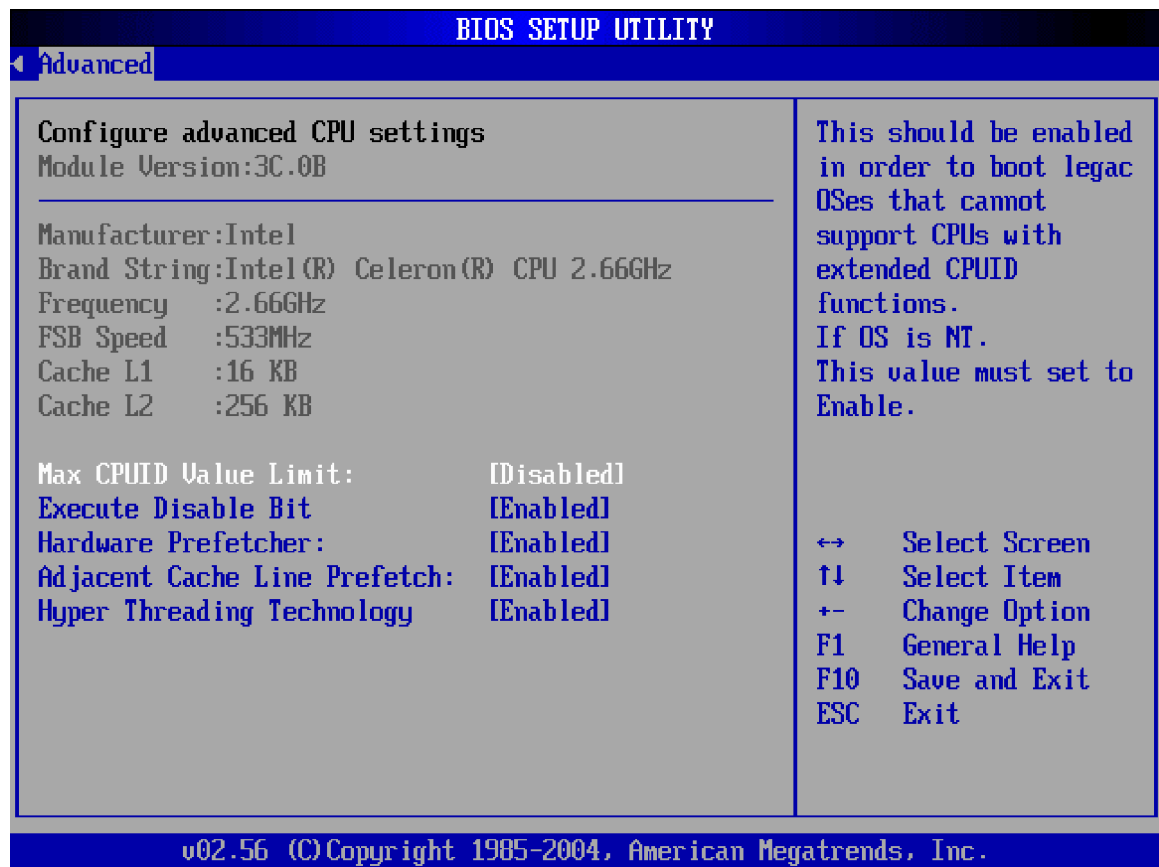 BIOS SETUP UTILITY
Advanced
Configure advanced CPU settings
Module Version:3C.0B
Manufacturer:Intel
Brand String:Intel(R) Celeron(R) CPU 2.66GHz
Frequency :2.66GHz
FSB Speed :533MHz
Cache L1 :16 KB
Cache L2 :256 KB
Max CPUID Value Limit: [Disabled]
Execute Disable Bit [Enabled]
Hardware Prefetcher: [Enabled]
Adjacent Cache Line Prefetch: [Enabled]
Hyper Threading Technology [Enabled]
This should be enabled
in order to boot legac
OSes that cannot
support CPUs with
extended CPUID
functions.
If OS is NT.
This value must set to
Enable.
←→ Select Screen
↑↓ Select Item
+- Change Option
F1 General Help
F10 Save and Exit
ESC Exit
v02.56 (C)Copyright 1985-2004, American Megatrends, Inc.